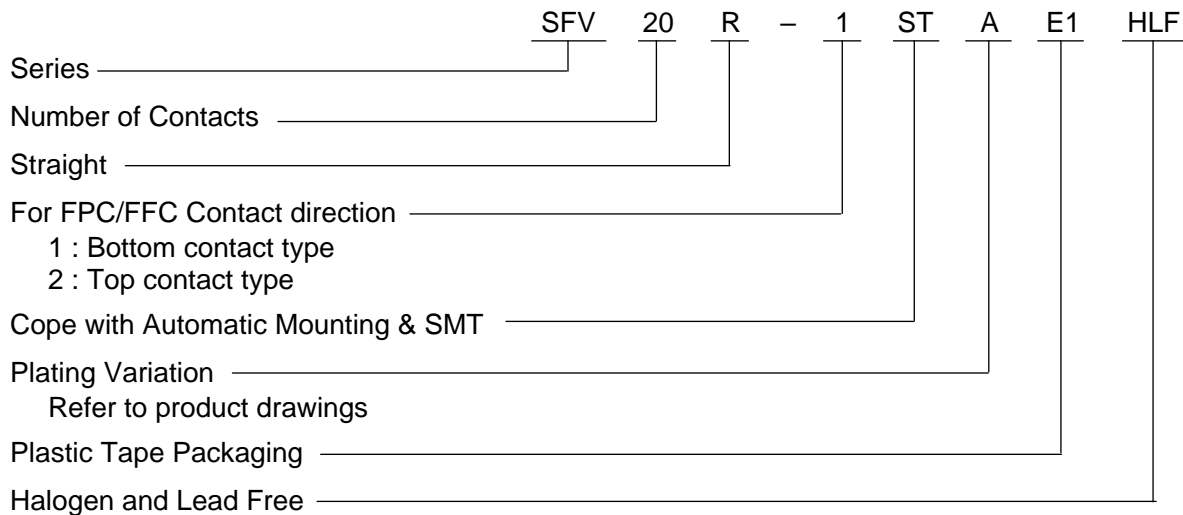 SFV 20 R – 1 ST A E1 HLF
Series
Number of Contacts
Straight
For FPC/FFC Contact direction
1 : Bottom contact type
2 : Top contact type
Cope with Automatic Mounting & SMT
Plating Variation
Refer to product drawings
Plastic Tape Packaging
Halogen and Lead Free